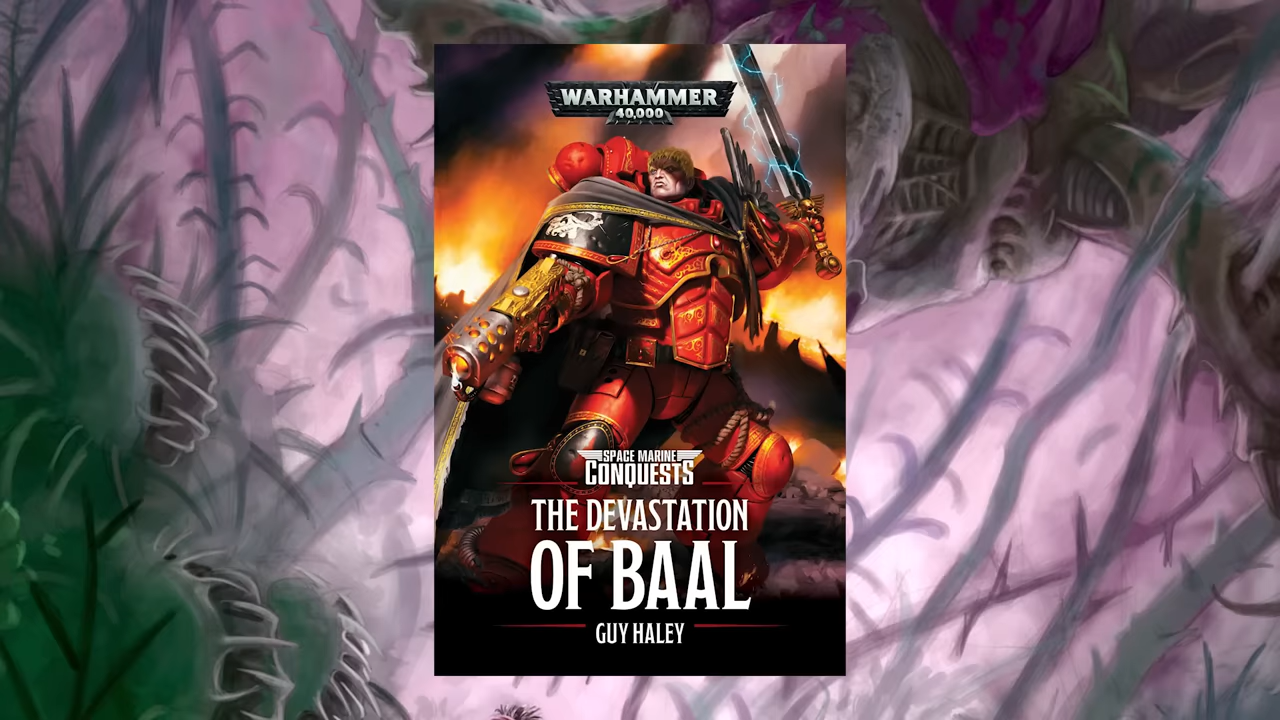 WARHAMMER
40,000
SPACE MARINE
CONQUESTS
THE DEVASTATION
OF BAAL
GUY HALEY